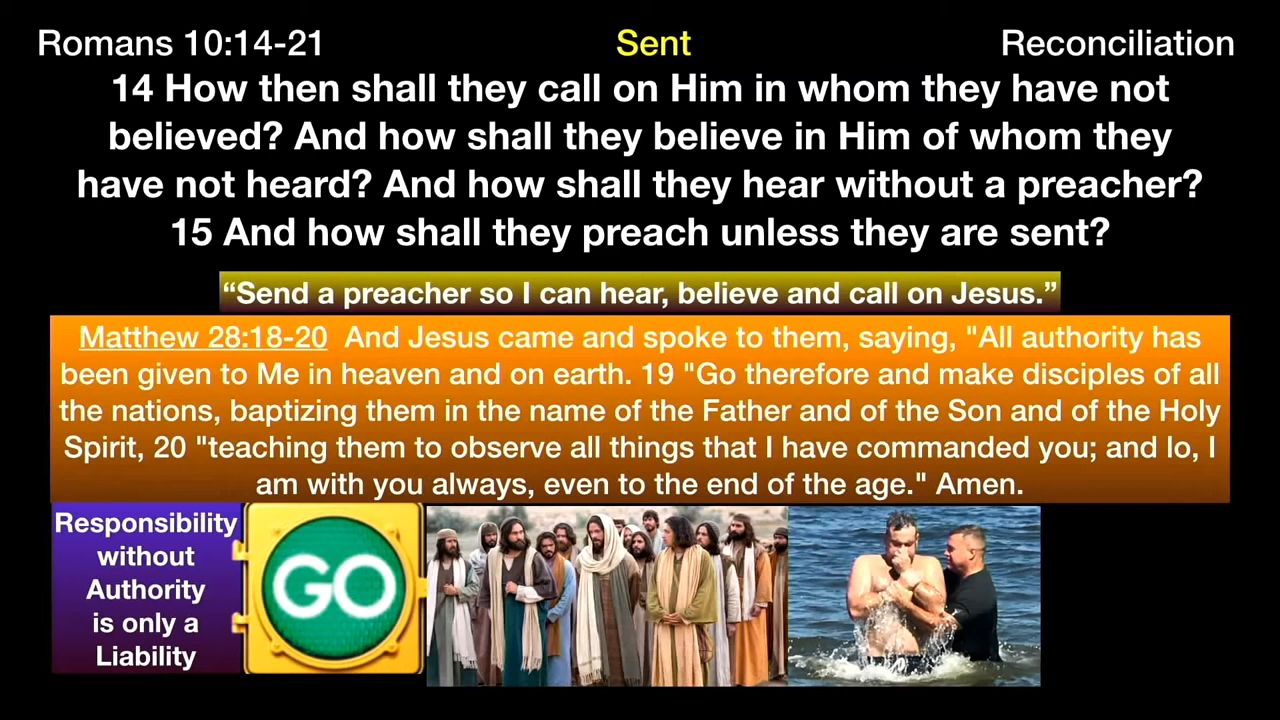 Romans 10:14-21 Sent Reconciliation
14 How then shall they call on Him in whom they have not
believed? And how shall they believe in Him of whom they
have not heard? And how shall they hear without a preacher?
15 And how shall they preach unless they are sent?
“Send a preacher so I can hear, believe and call on Jesus.”
Matthew 28:18-20 And Jesus came and spoke to them, saying, "All authority has
been given to Me in heaven and on earth. 19 "Go therefore and make disciples of all
the nations, baptizing them in the name of the Father and of the Son and of the Holy
Spirit, 20 "teaching them to observe all things that I have commanded you; and lo, I
am with you always, even to the end of the age." Amen.
Responsibility
without
Authority
is only a
Liability
GO